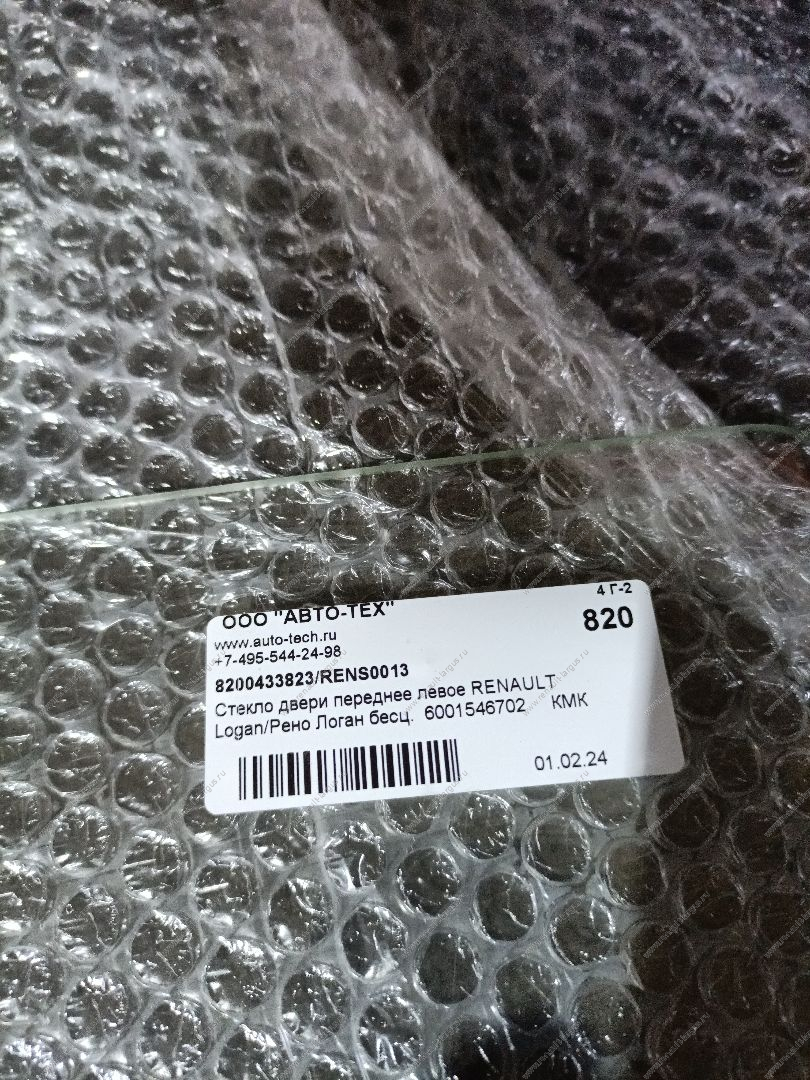 4 Г-2
ООО "АВТО-ТЕХ"
820
www.auto-tech.ru
+7-495-544-24-98
8200433823/RENS0013
Стекло двери переднее левое RENAULT
Logan/Рено Логан бесц. 6001546702 КМК
01.02.24